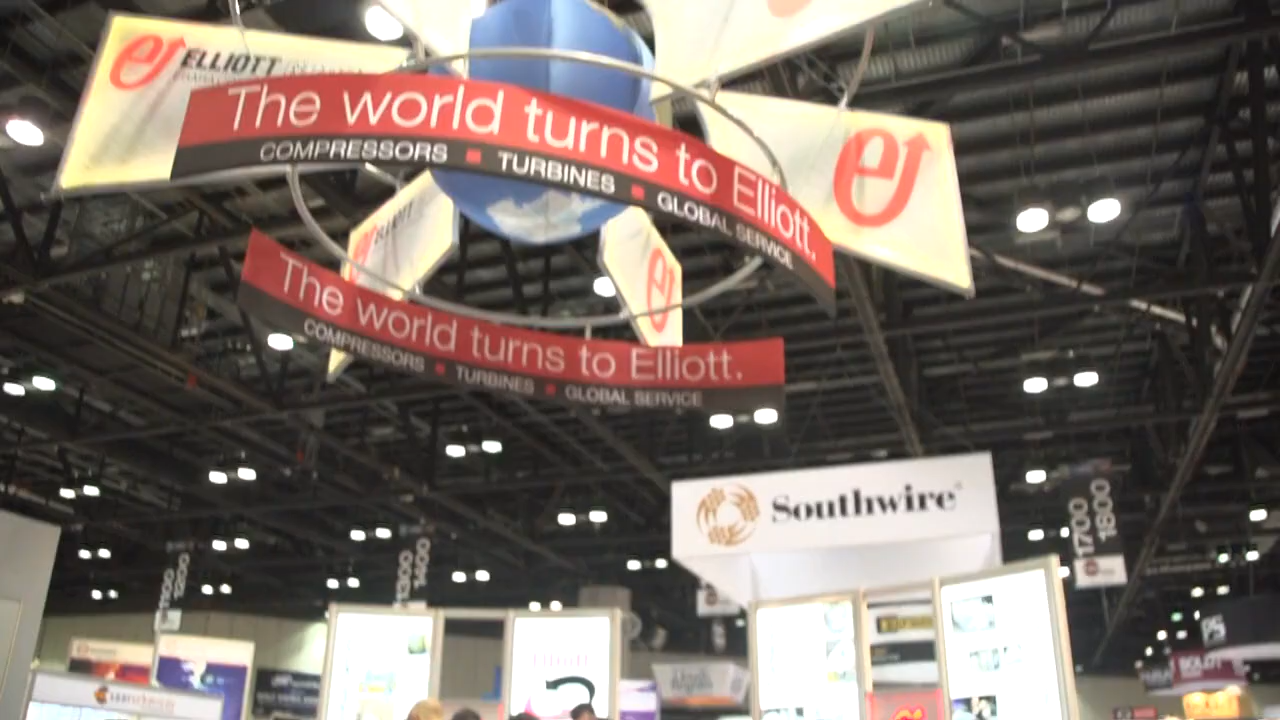 ELLIOTT
The world turns to Elliott.
COMPRESSORS ▪ TURBINES ▪ GLOBAL SERVICE
The world turns to Elliott.
COMPRESSORS ▪ TURBINES ▪ GLOBAL SERVICE
Southwire
1700
1800
1300
1400